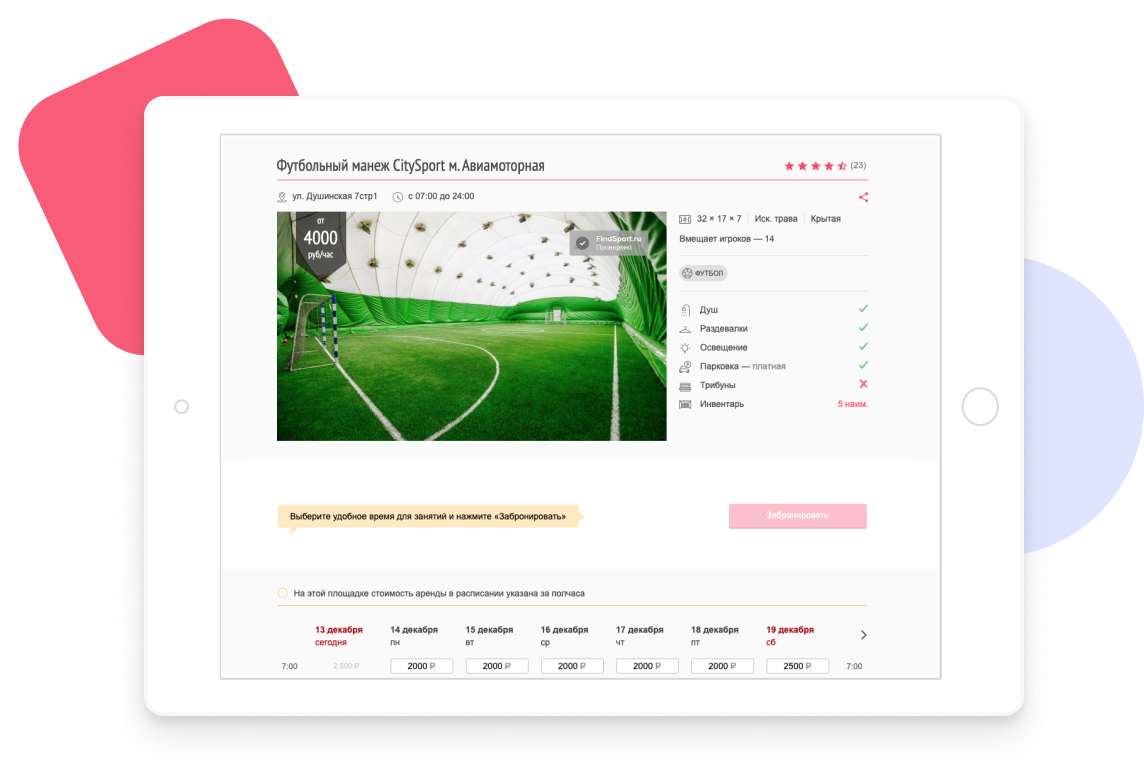 Футбольный манеж CitySport м. Авиамоторная
(23)
ул. Душинская 7стр1 с 07:00 до 24:00
от
4000
руб/час
FindSport.ru
Проверено
32 × 17 × 7 Иск. трава Крытая
Вмещает игроков — 14
ФУТБОЛ
Душ
Раздевалки
Освещение
Парковка — платная
Трибуны
Инвентарь 5 наим.
Выберите удобное время для занятий и нажмите «Забронировать»
Забронировать
На этой площадке стоимость аренды в расписании указана за полчаса
13 декабря 14 декабря 15 декабря 16 декабря 17 декабря 18 декабря 19 декабря
сегодня пн вт ср чт пт сб
7:00 2 500 ₽ 2000 ₽ 2000 ₽ 2000 ₽ 2000 ₽ 2000 ₽ 2500 ₽ 7:00